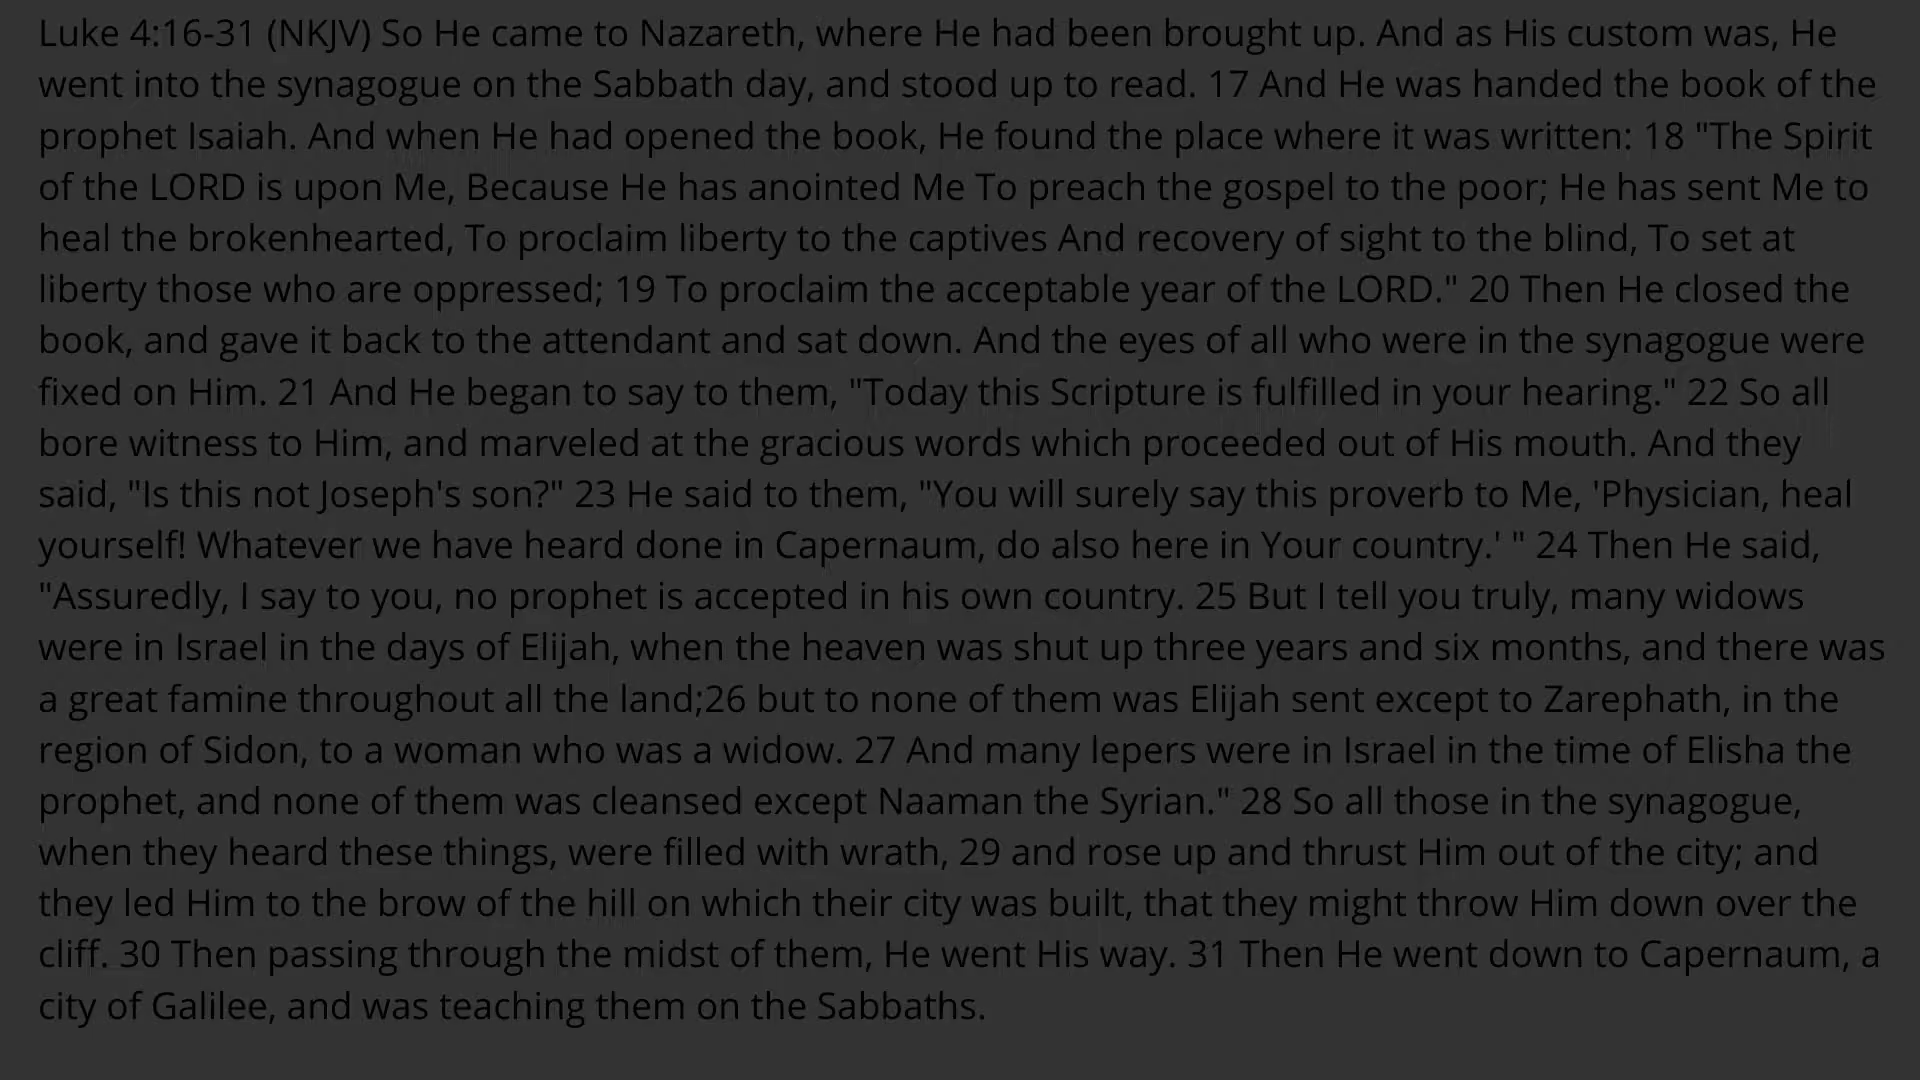 Luke 4:16-31 (NKJV) So He came to Nazareth, where He had been brought up. And as His custom was, He
went into the synagogue on the Sabbath day, and stood up to read. 17 And He was handed the book of the
prophet Isaiah. And when He had opened the book, He found the place where it was written: 18 "The Spirit
of the LORD is upon Me, Because He has anointed Me To preach the gospel to the poor; He has sent Me to
heal the brokenhearted, To proclaim liberty to the captives And recovery of sight to the blind, To set at
liberty those who are oppressed; 19 To proclaim the acceptable year of the LORD." 20 Then He closed the
book, and gave it back to the attendant and sat down. And the eyes of all who were in the synagogue were
fixed on Him. 21 And He began to say to them, "Today this Scripture is fulfilled in your hearing." 22 So all
bore witness to Him, and marveled at the gracious words which proceeded out of His mouth. And they
said, "Is this not Joseph's son?" 23 He said to them, "You will surely say this proverb to Me, 'Physician, heal
yourself! Whatever we have heard done in Capernaum, do also here in Your country.' " 24 Then He said,
"Assuredly, I say to you, no prophet is accepted in his own country. 25 But I tell you truly, many widows
were in Israel in the days of Elijah, when the heaven was shut up three years and six months, and there was
a great famine throughout all the land;26 but to none of them was Elijah sent except to Zarephath, in the
region of Sidon, to a woman who was a widow. 27 And many lepers were in Israel in the time of Elisha the
prophet, and none of them was cleansed except Naaman the Syrian." 28 So all those in the synagogue,
when they heard these things, were filled with wrath, 29 and rose up and thrust Him out of the city; and
they led Him to the brow of the hill on which their city was built, that they might throw Him down over the
cliff. 30 Then passing through the midst of them, He went His way. 31 Then He went down to Capernaum, a
city of Galilee, and was teaching them on the Sabbaths.